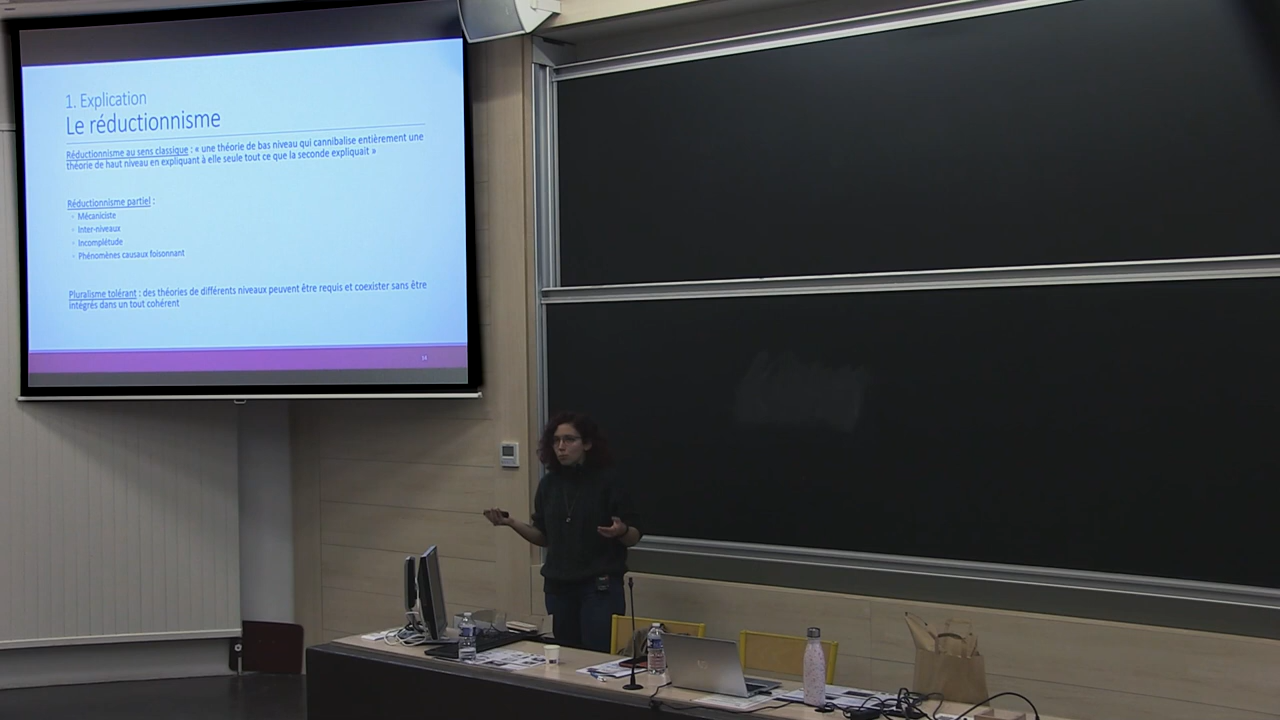 1. Explication
Le réductionnisme
Réductionnisme au sens classique : « une théorie de bas niveau qui cannibalise entièrement une
théorie de haut niveau en expliquant à elle seule tout ce que la seconde expliquait »
Réductionnisme partiel :
◦ Mécaniciste
◦ Inter-niveaux
◦ Incomplétude
◦ Phénomènes causaux foisonnant
Pluralisme tolérant : des théories de différents niveaux peuvent être requis et coexister sans être
intégrés dans un tout cohérent